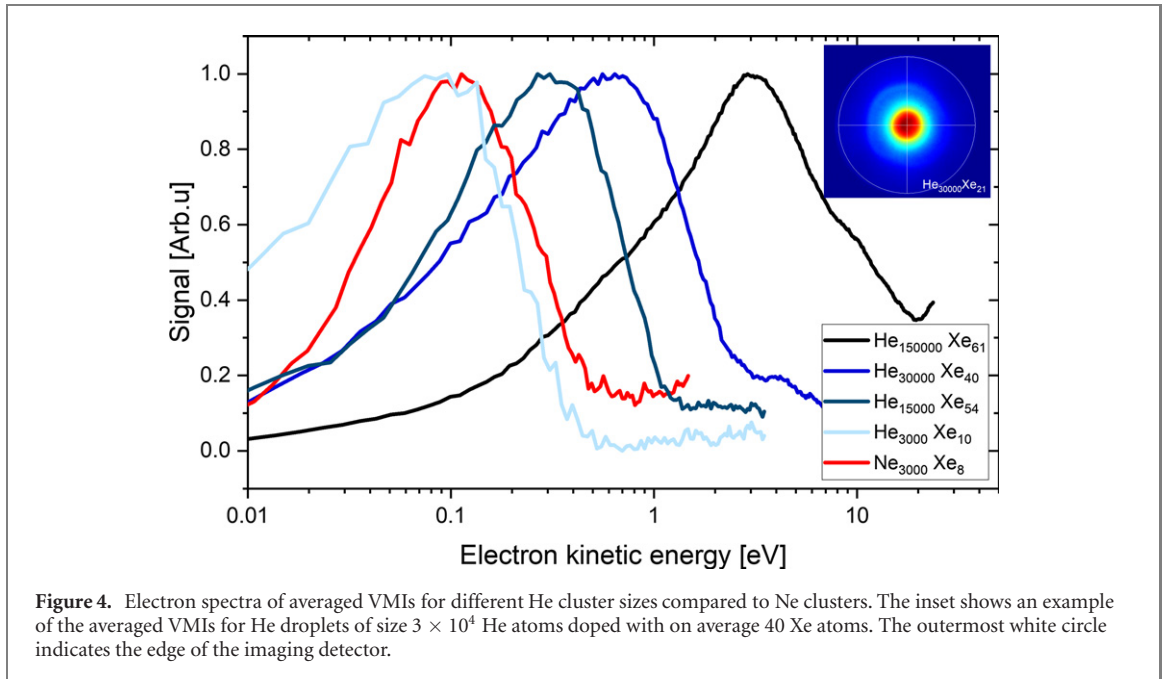 Signal [Arb.u]
1.0
0.8
0.6
0.4
0.2
0.0
He30000Xe21
He150000 Xe61
He30000 Xe40
He15000 Xe54
He3000 Xe10
Ne3000 Xe8
0.01
0.1
1
10
Electron kinetic energy [eV]
Figure 4. Electron spectra of averaged VMIs for different He cluster sizes compared to Ne clusters. The inset shows an example
of the averaged VMIs for He droplets of size 3 × 10⁴ He atoms doped with on average 40 Xe atoms. The outermost white circle
indicates the edge of the imaging detector.